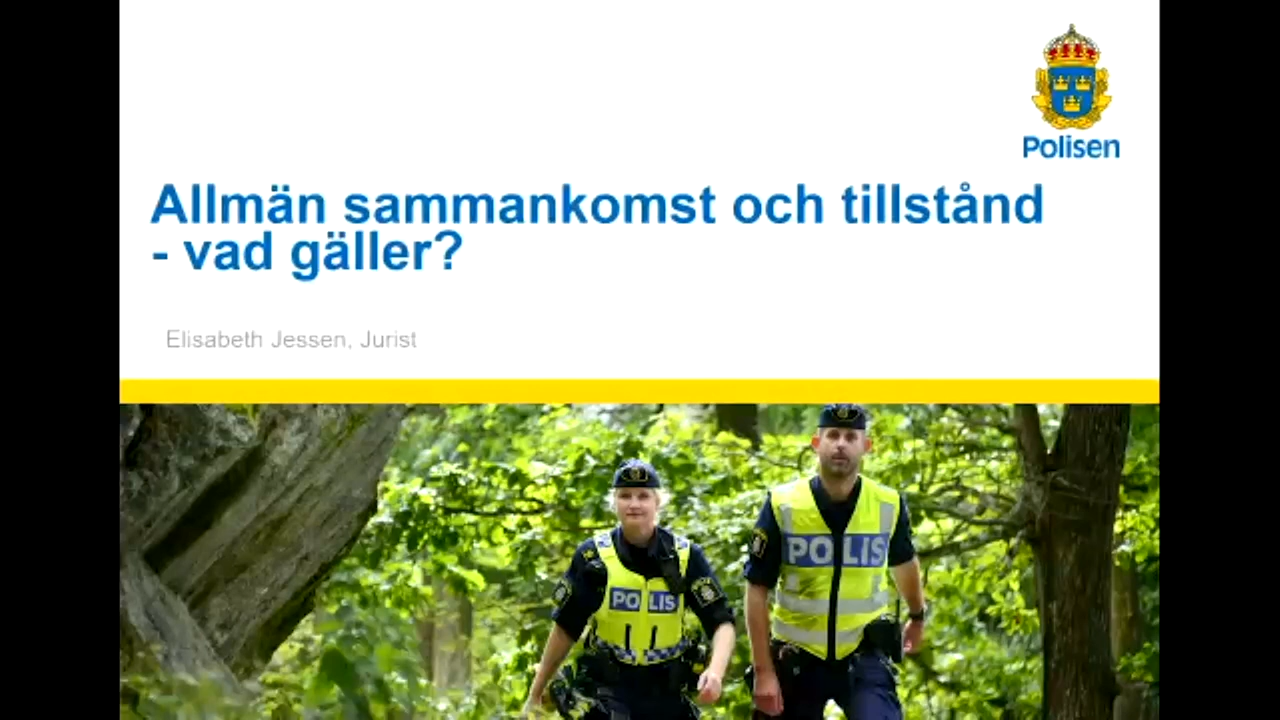 Polisen
Allmän sammankomst och tillstånd
- vad gäller?
Elisabeth Jessen, Jurist
POLIS
POLIS